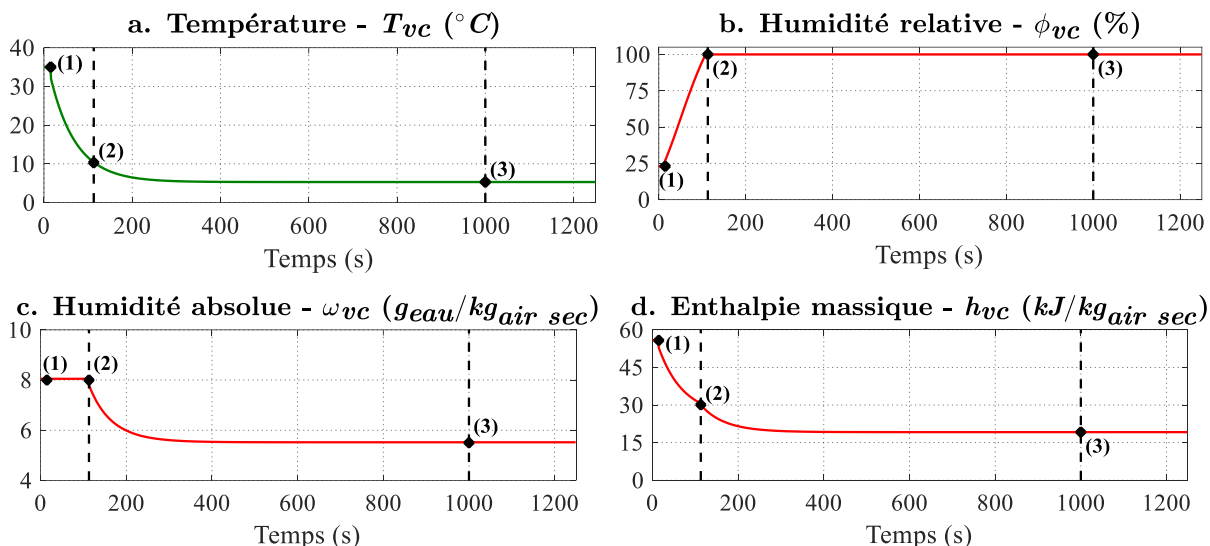 a. Température - Tvc (°C)
40
30
20
10
0
(1)
(2)
(3)
0 200 400 600 800 1000 1200
Temps (s)
b. Humidité relative - ϕvc (%)
100
75
50
25
0
(1)
(2)
(3)
0 200 400 600 800 1000 1200
Temps (s)
c. Humidité absolue - ωvc (geau/kgair sec)
10
8
6
4
(1)
(2)
(3)
0 200 400 600 800 1000 1200
Temps (s)
d. Enthalpie massique - hvc (kJ/kgair sec)
60
45
30
15
0
(1)
(2)
(3)
0 200 400 600 800 1000 1200
Temps (s)